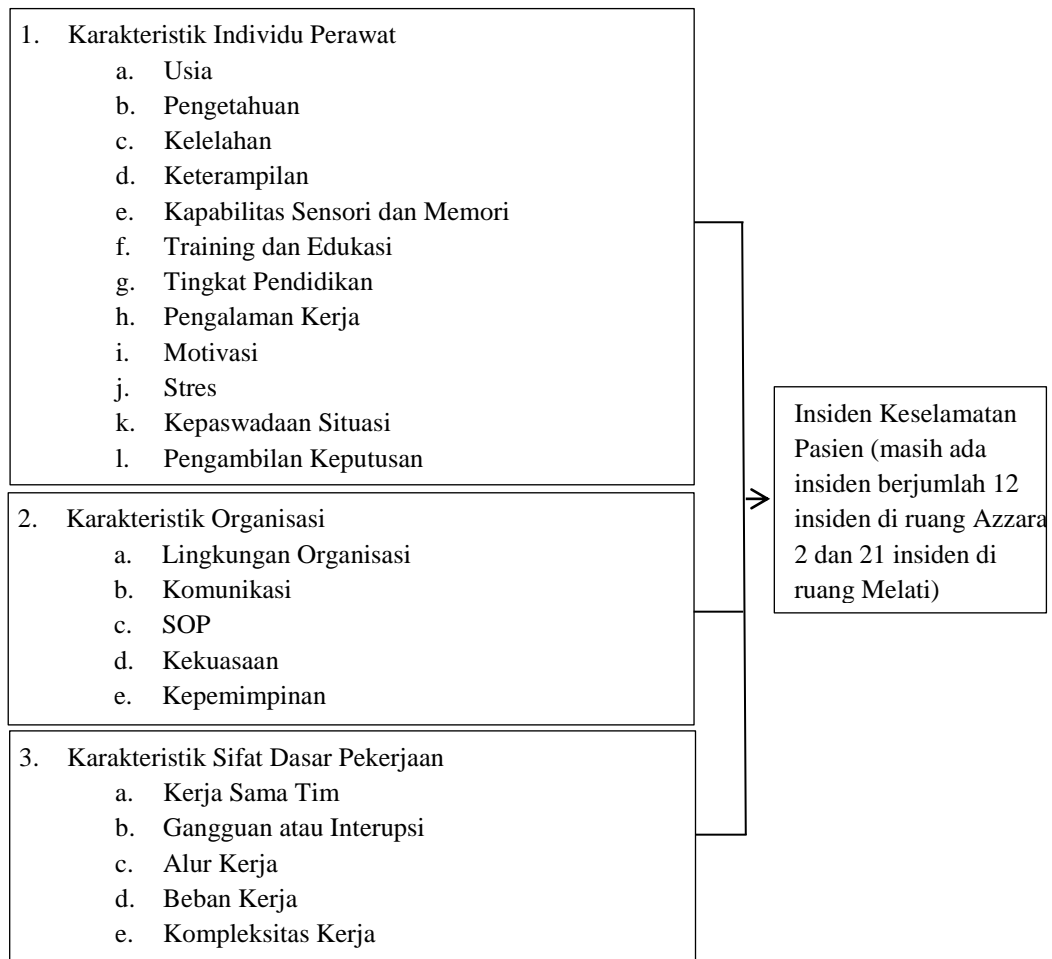 1. Karakteristik Individu Perawat
a. Usia
b. Pengetahuan
c. Kelelahan
d. Keterampilan
e. Kapabilitas Sensori dan Memori
f. Training dan Edukasi
g. Tingkat Pendidikan
h. Pengalaman Kerja
i. Motivasi
j. Stres
k. Kepaswadaan Situasi
l. Pengambilan Keputusan
2. Karakteristik Organisasi
a. Lingkungan Organisasi
b. Komunikasi
c. SOP
d. Kekuasaan
e. Kepemimpinan
3. Karakteristik Sifat Dasar Pekerjaan
a. Kerja Sama Tim
b. Gangguan atau Interupsi
c. Alur Kerja
d. Beban Kerja
e. Kompleksitas Kerja
Insiden Keselamatan
Pasien (masih ada
insiden berjumlah 12
insiden di ruang Azzara
2 dan 21 insiden di
ruang Melati)